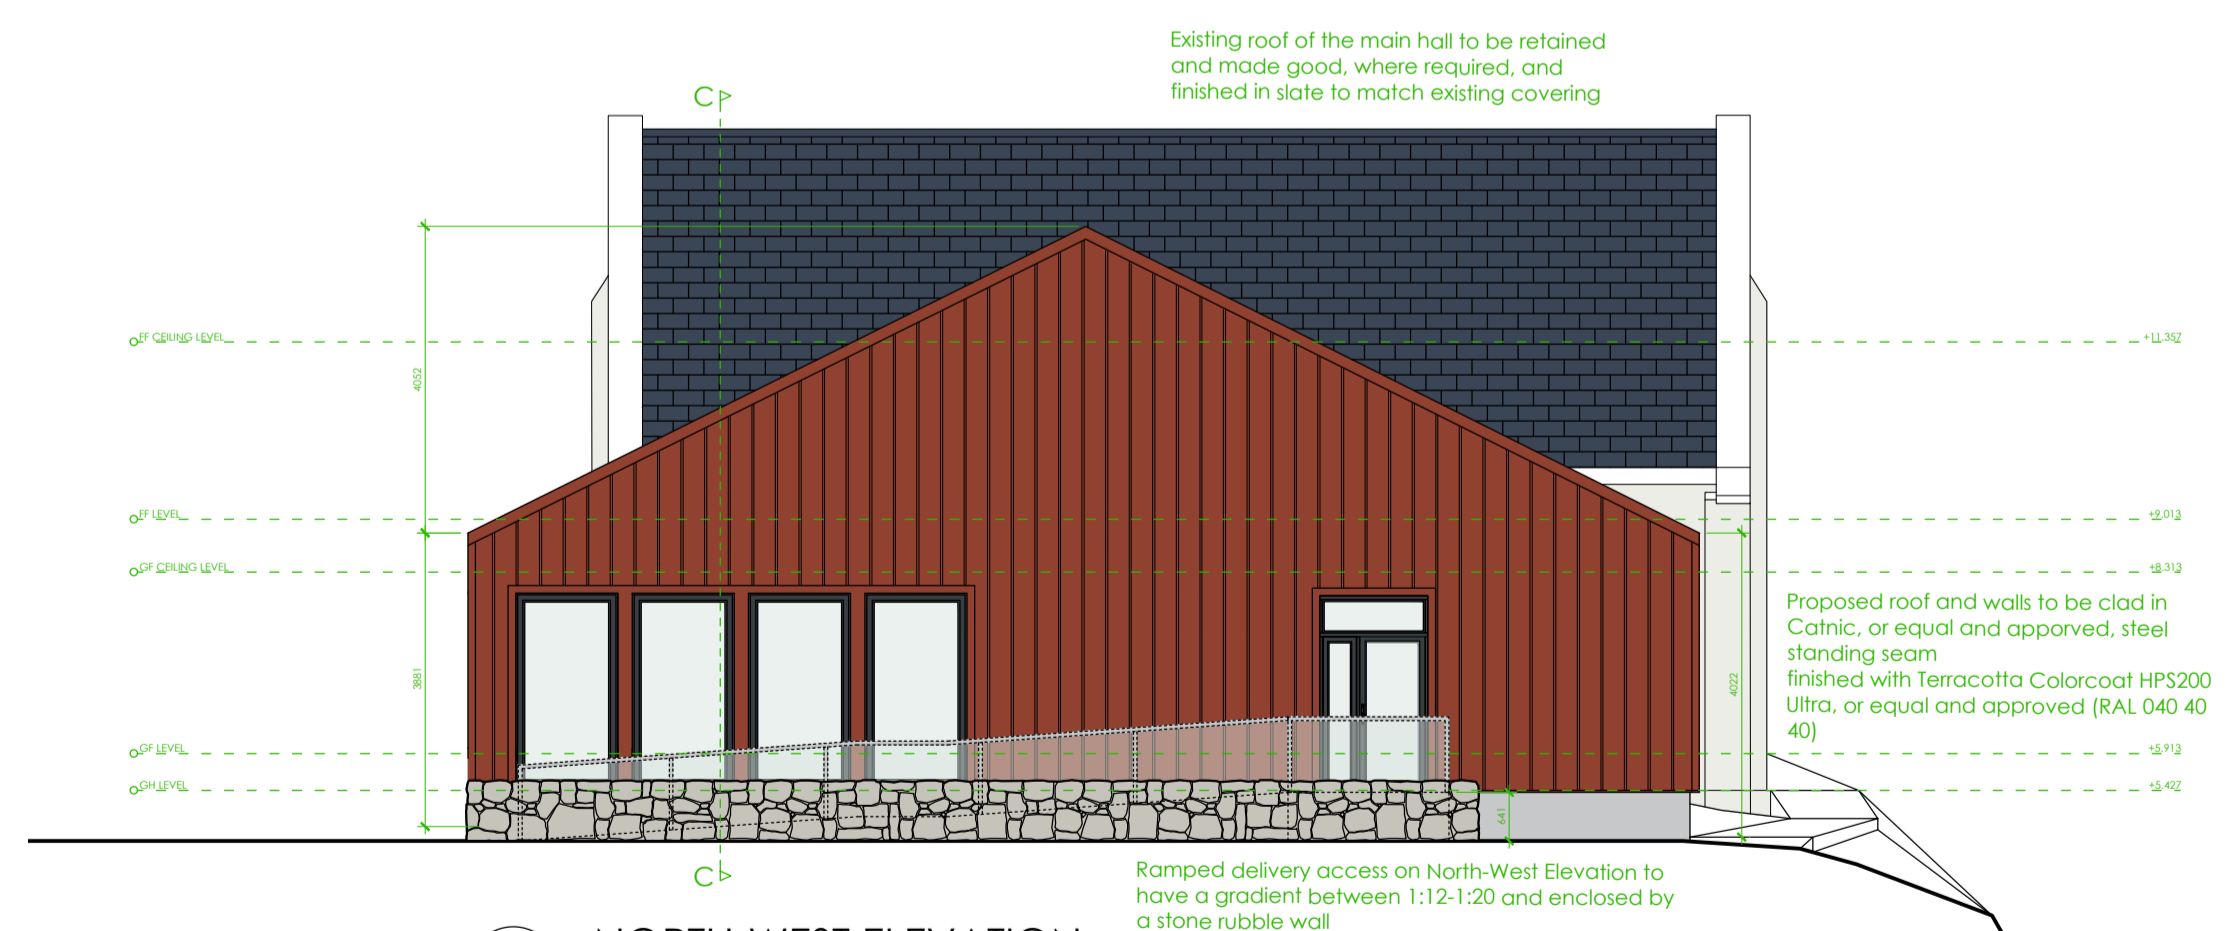 Existing roof of the main hall to be retained
and made good, where required, and
finished in slate to match existing covering
C
FF CEILING LEVEL
+11.357
4052
FF LEVEL
+9.013
GF CEILING LEVEL
+8.313
Proposed roof and walls to be clad in
Catnic, or equal and apporved, steel
standing seam
finished with Terracotta Colorcoat HPS200
Ultra, or equal and approved (RAL 040 40
40)
3881
4022
GF LEVEL
+5.913
GH LEVEL
+5.427
641
C
Ramped delivery access on North-West Elevation to
have a gradient between 1:12-1:20 and enclosed by
a stone rubble wall
NORTH-WEST ELEVATION